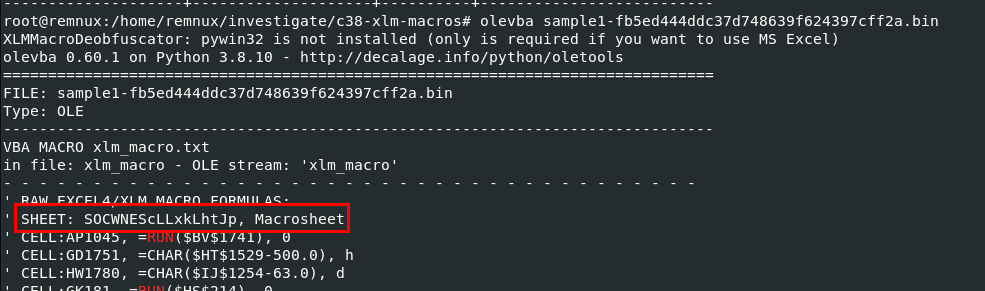 --------------------+-------------------+---------+---------+--------
root@remnux:/home/remnux/investigate/c38-xlm-macros# olevba sample1-fb5ed444ddc37d748639f624397cff2a.bin
XLMMacroDeobfuscator: pywin32 is not installed (only is required if you want to use MS Excel)
olevba 0.60.1 on Python 3.8.10 - http://decalage.info/python/oletools
===============================================================================
FILE: sample1-fb5ed444ddc37d748639f624397cff2a.bin
Type: OLE
-------------------------------------------------------------------------------
VBA MACRO xlm_macro.txt
in file: xlm_macro - OLE stream: 'xlm_macro'
- - - - - - - - - - - - - - - - - - - - - - - - - - - - - - - - - - - - - - -
' RAW EXCEL4/XLM MACRO FORMULAS:
' SHEET: SOCWNEScLLxkLhtJp, Macrosheet
' CELL:AP1045, =RUN($BV$1741), 0
' CELL:GD1751, =CHAR($HT$1529-500.0), h
' CELL:HW1780, =CHAR($IJ$1254-63.0), d
' CELL:GK181, =RUN($HS$214), 0